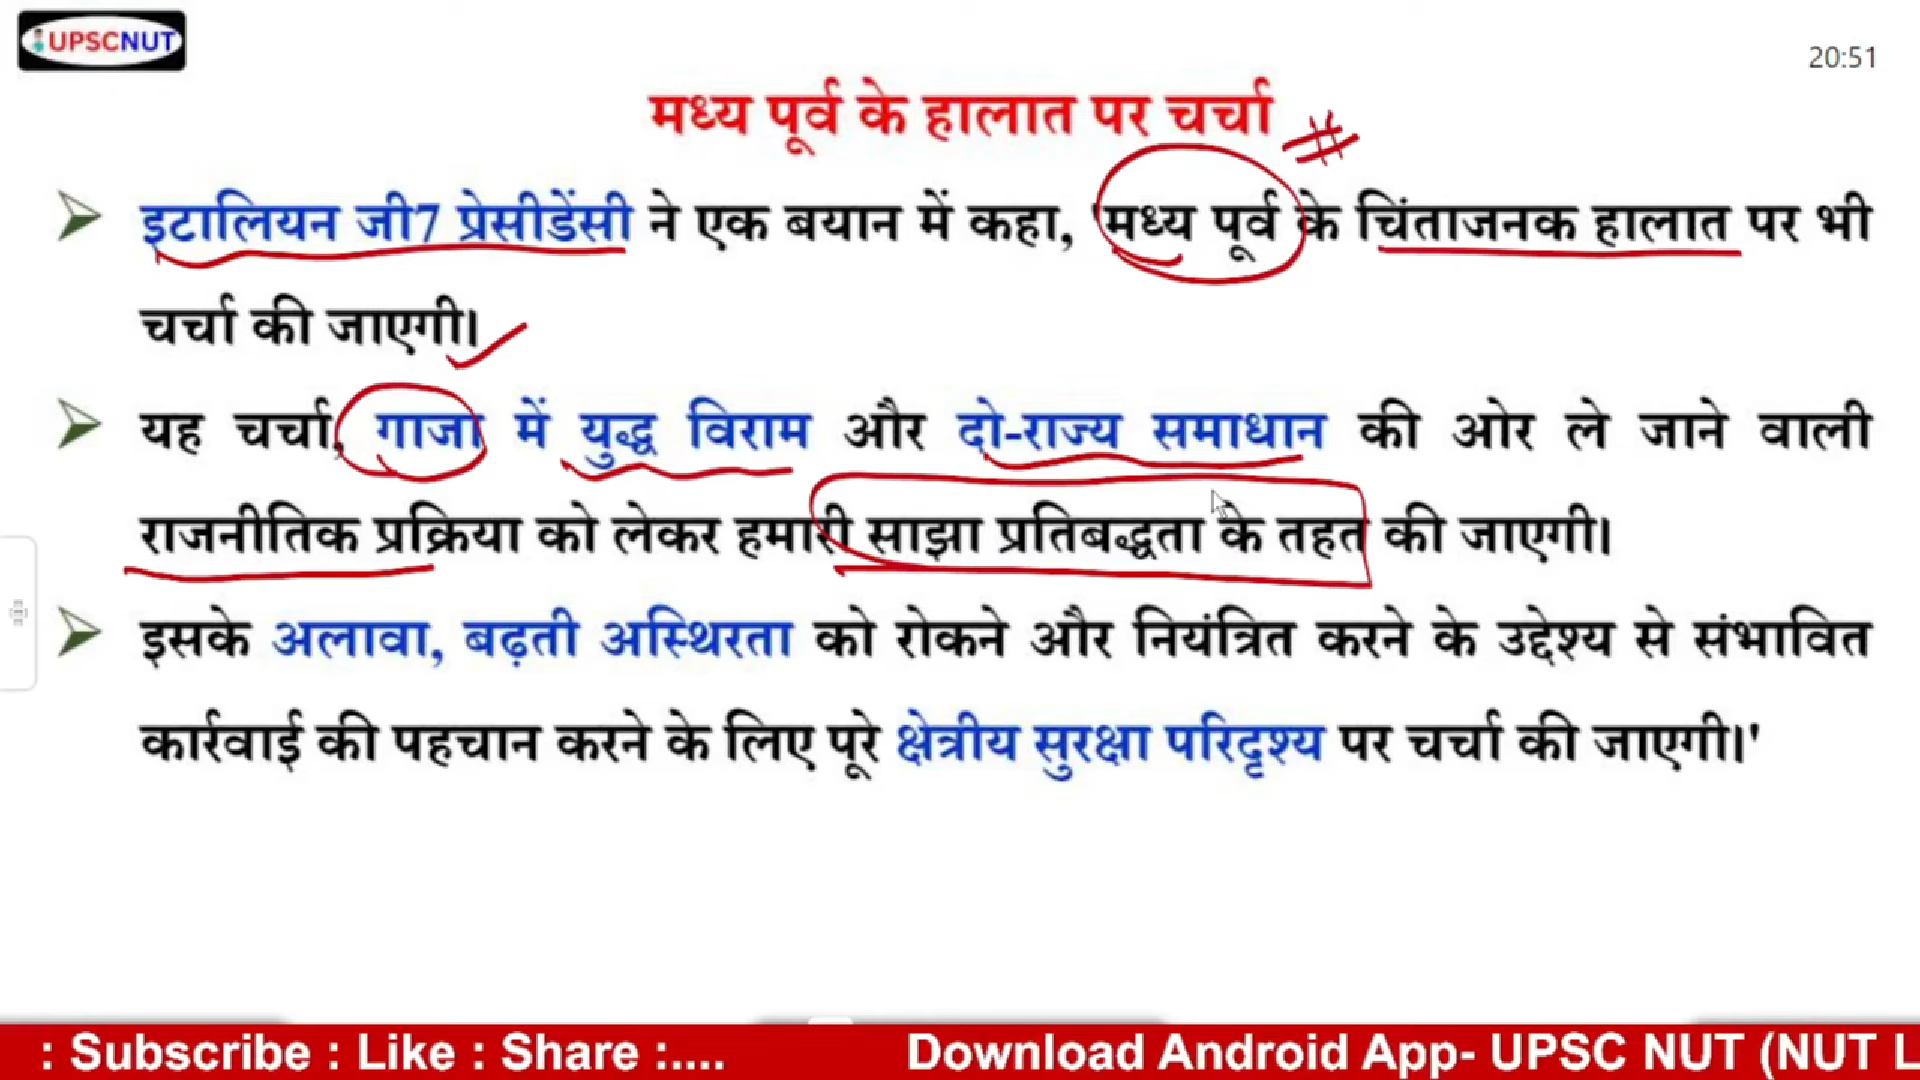 UPSCNUT
20:51
मध्य पूर्व के हालात पर चर्चा
इटालियन जी7 प्रेसीडेंसी ने एक बयान में कहा, 'मध्य पूर्व के चिंताजनक हालात पर भी
चर्चा की जाएगी।
यह चर्चा, गाजा में युद्ध विराम और दो-राज्य समाधान की ओर ले जाने वाली
राजनीतिक प्रक्रिया को लेकर हमारी साझा प्रतिबद्धता के तहत की जाएगी।
इसके अलावा, बढ़ती अस्थिरता को रोकने और नियंत्रित करने के उद्देश्य से संभावित
कार्रवाई की पहचान करने के लिए पूरे क्षेत्रीय सुरक्षा परिदृश्य पर चर्चा की जाएगी।'
: Subscribe : Like : Share :.... Download Android App- UPSC NUT (NUT L